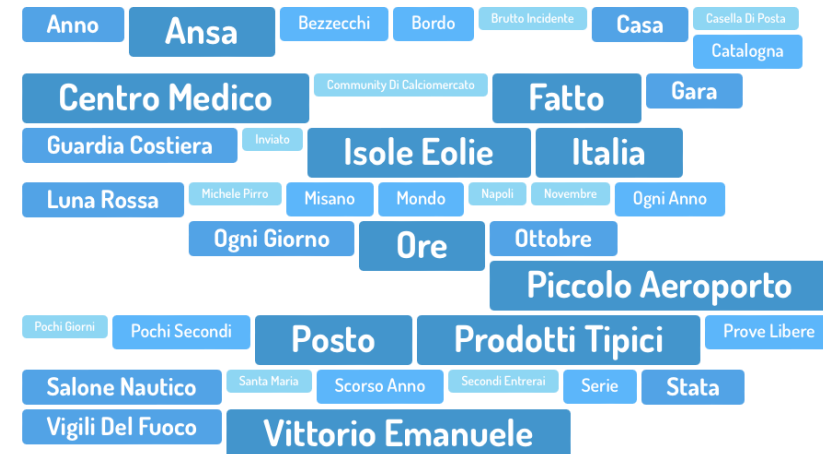 Anno Ansa Bezzecchi Bordo Brutto Incidente Casa Casella Di Posta
Catalogna
Centro Medico Community Di Calciomercato Fatto Gara
Guardia Costiera Inviato Isole Eolie Italia
Luna Rossa Michele Pirro Misano Mondo Napoli Novembre Ogni Anno
Ogni Giorno Ore Ottobre
Piccolo Aeroporto
Pochi Giorni Pochi Secondi Posto Prodotti Tipici Prove Libere
Salone Nautico Santa Maria Scorso Anno Secondi Entrerai Serie Stata
Vigili Del Fuoco Vittorio Emanuele